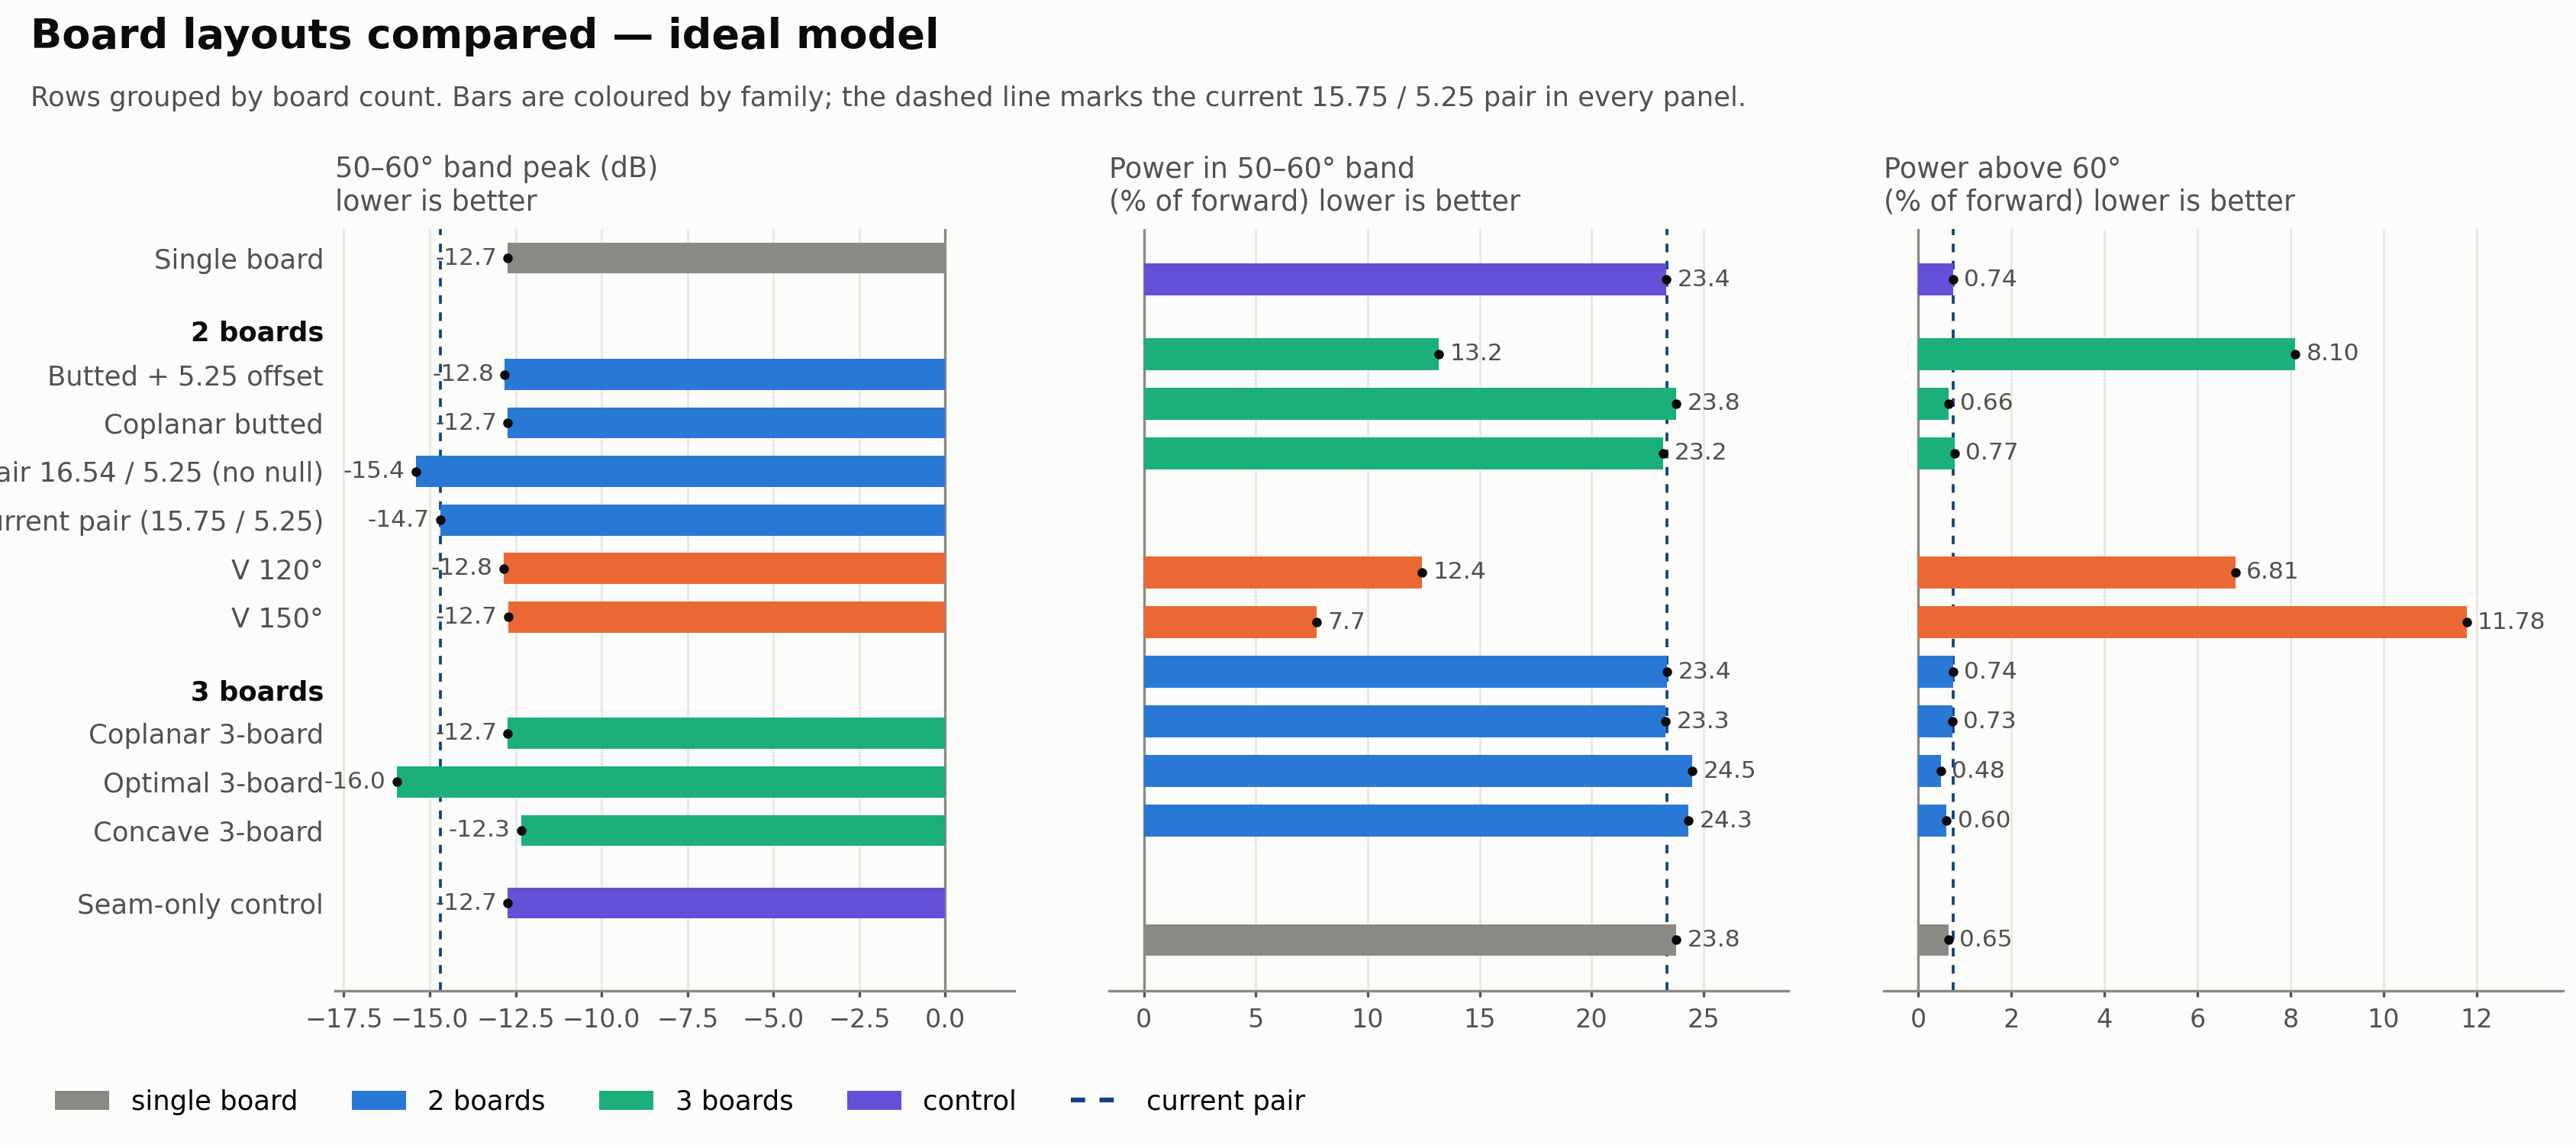 Board layouts compared — ideal model
Rows grouped by board count. Bars are coloured by family; the dashed line marks the current 15.75 / 5.25 pair in every panel.
50–60° band peak (dB)
lower is better
Power in 50–60° band
(% of forward) lower is better
Power above 60°
(% of forward) lower is better
Single board
-12.7
23.4
0.74
2 boards
13.2
8.10
Butted + 5.25 offset
-12.8
23.8
0.66
Coplanar butted
-12.7
23.2
0.77
air 16.54 / 5.25 (no null)
-15.4
urrent pair (15.75 / 5.25)
-14.7
V 120°
-12.8
12.4
6.81
V 150°
-12.7
7.7
11.78
23.4
0.74
3 boards
23.3
0.73
Coplanar 3-board
-12.7
24.5
0.48
Optimal 3-board
-16.0
24.3
0.60
Concave 3-board
-12.3
Seam-only control
-12.7
23.8
0.65
−17.5 −15.0 −12.5 −10.0 −7.5 −5.0 −2.5 0.0
0 5 10 15 20 25
0 2 4 6 8 10 12
single board
2 boards
3 boards
control
current pair